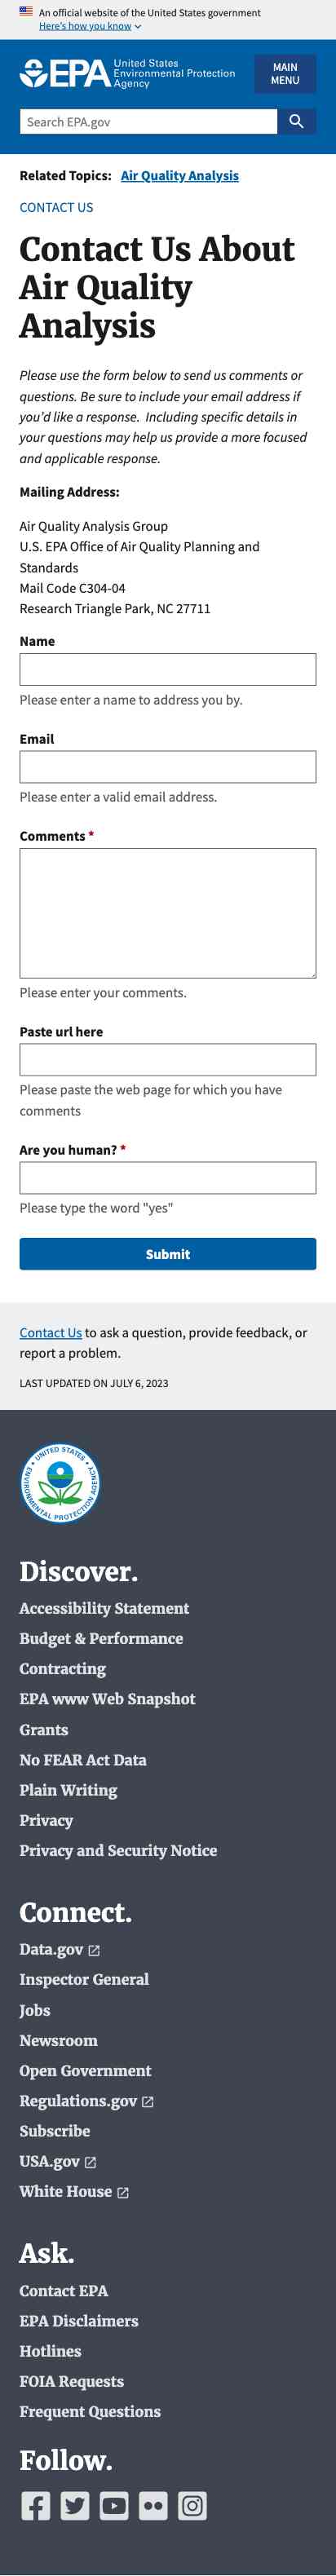 An official website of the United States government
Here's how you know
EPA United States
Environmental Protection
Agency
MAIN
MENU
Search EPA.gov
Related Topics: Air Quality Analysis
CONTACT US
Contact Us About
Air Quality
Analysis
Please use the form below to send us comments or
questions. Be sure to include your email address if
you'd like a response.  Including specific details in
your questions may help us provide a more focused
and applicable response.
Mailing Address:
Air Quality Analysis Group
U.S. EPA Office of Air Quality Planning and
Standards
Mail Code C304-04
Research Triangle Park, NC 27711
Name
Please enter a name to address you by.
Email
Please enter a valid email address.
Comments *
Please enter your comments.
Paste url here
Please paste the web page for which you have
comments
Are you human? *
Please type the word "yes"
Submit
Contact Us to ask a question, provide feedback, or
report a problem.
LAST UPDATED ON JULY 6, 2023
UNITED STATES
ENVIRONMENTAL PROTECTION AGENCY
Discover.
Accessibility Statement
Budget & Performance
Contracting
EPA www Web Snapshot
Grants
No FEAR Act Data
Plain Writing
Privacy
Privacy and Security Notice
Connect.
Data.gov
Inspector General
Jobs
Newsroom
Open Government
Regulations.gov
Subscribe
USA.gov
White House
Ask.
Contact EPA
EPA Disclaimers
Hotlines
FOIA Requests
Frequent Questions
Follow.